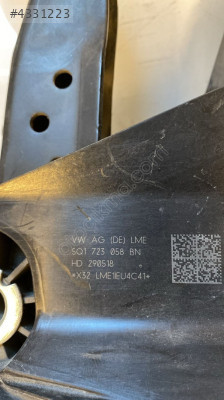 #4331223
VW AG (DE) LME
5Q1 723 058 BN
HD 290518
*X32 LME1EU4C41*